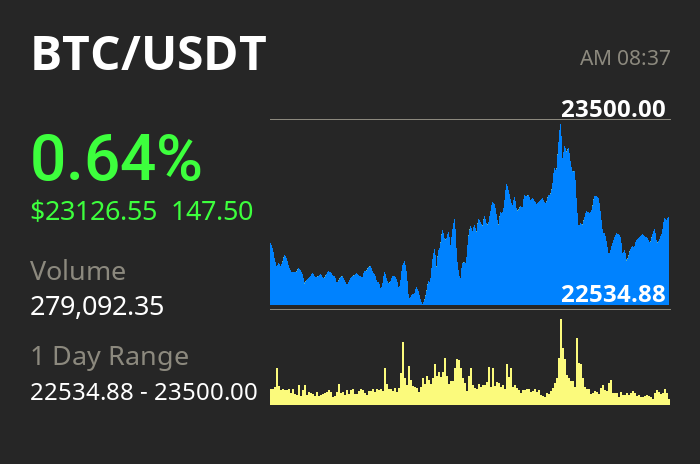 BTC/USDT
AM 08:37
23500.00
0.64%
$23126.55 147.50
Volume
279,092.35
22534.88
1 Day Range
22534.88 - 23500.00